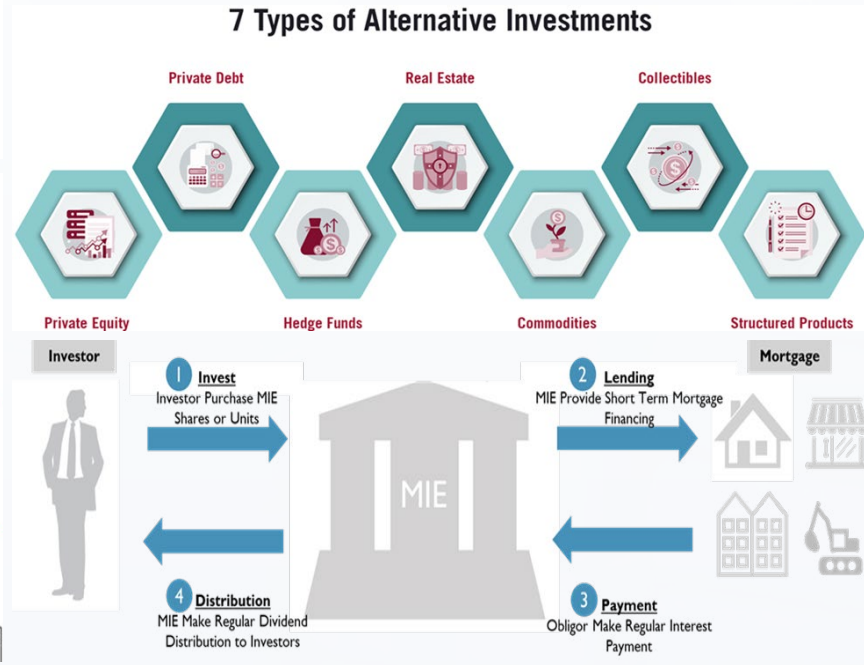 7 Types of Alternative Investments
Private Debt
Real Estate
Collectibles
Private Equity
Hedge Funds
Commodities
Structured Products
Investor
Mortgage
1 Invest
Investor Purchase MIE
Shares or Units
2 Lending
MIE Provide Short Term Mortgage
Financing
MIE
4 Distribution
MIE Make Regular Dividend
Distribution to Investors
3 Payment
Obligor Make Regular Interest
Payment